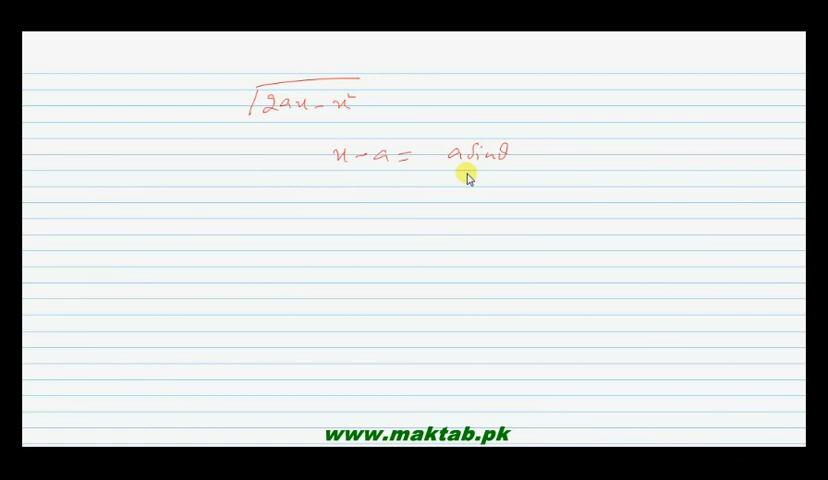 √2ax - x²
x - a = a sinθ
www.maktab.pk